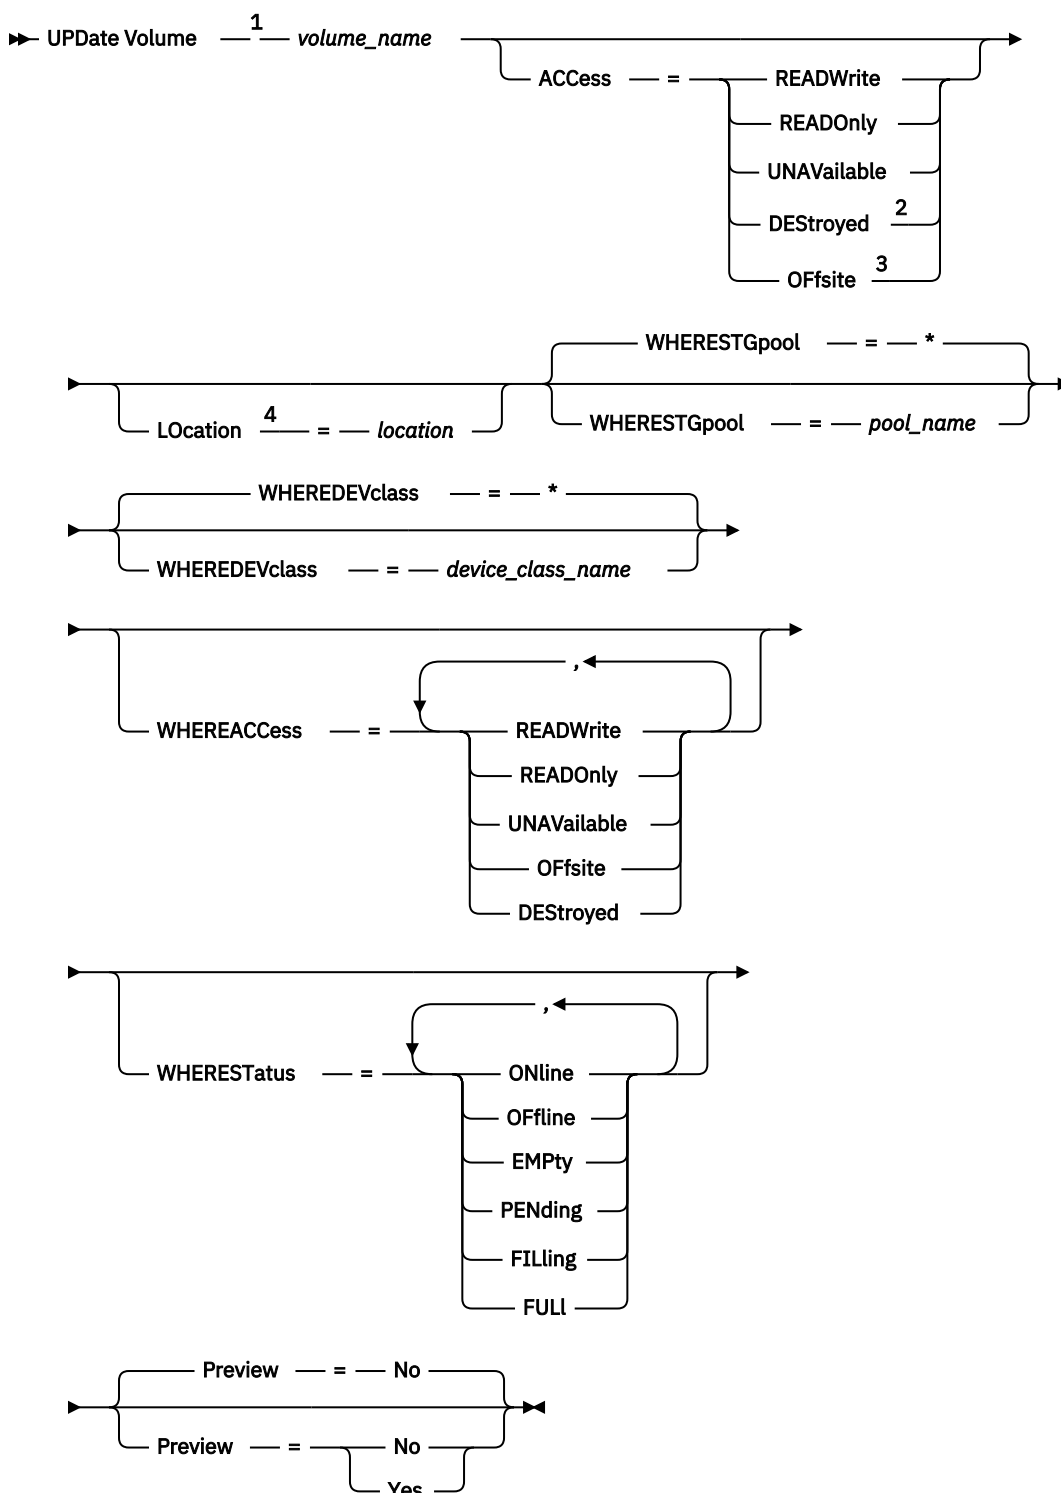 UPDate Volume 1 volume_name
ACCess = READWrite
READOnly
UNAVailable
DEStroyed 2
OFfsite 3
WHERESTGpool = *
LOcation 4 = location
WHERESTGpool = pool_name
WHEREDEVclass = *
WHEREDEVclass = device_class_name
,
WHEREACCess = READWrite
READOnly
UNAVailable
OFfsite
DEStroyed
,
WHERESTatus = ONline
OFfline
EMPty
PENding
FILling
FULl
Preview = No
Preview = No
Yes